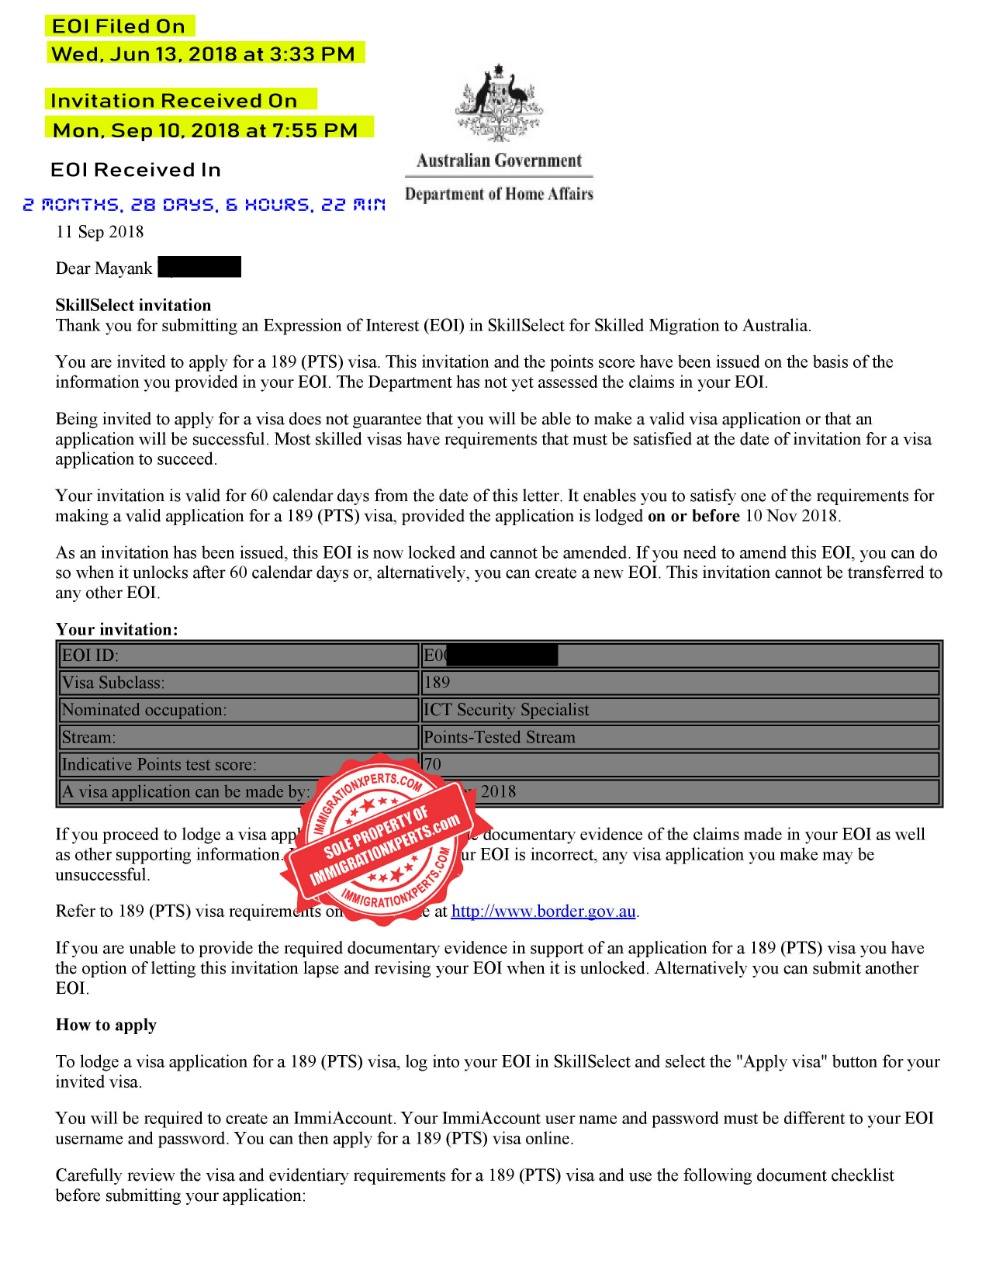 EOI Filed On
Wed, Jun 13, 2018 at 3:33 PM
Invitation Received On
Mon, Sep 10, 2018 at 7:55 PM
EOI Received In
2 MONTHS, 28 DAYS, 6 HOURS, 22 MIN
Australian Government
Department of Home Affairs
11 Sep 2018
Dear Mayank
SkillSelect invitation
Thank you for submitting an Expression of Interest (EOI) in SkillSelect for Skilled Migration to Australia.
You are invited to apply for a 189 (PTS) visa. This invitation and the points score have been issued on the basis of the
information you provided in your EOI. The Department has not yet assessed the claims in your EOI.
Being invited to apply for a visa does not guarantee that you will be able to make a valid visa application or that an
application will be successful. Most skilled visas have requirements that must be satisfied at the date of invitation for a visa
application to succeed.
Your invitation is valid for 60 calendar days from the date of this letter. It enables you to satisfy one of the requirements for
making a valid application for a 189 (PTS) visa, provided the application is lodged on or before 10 Nov 2018.
As an invitation has been issued, this EOI is now locked and cannot be amended. If you need to amend this EOI, you can do
so when it unlocks after 60 calendar days or, alternatively, you can create a new EOI. This invitation cannot be transferred to
any other EOI.
Your invitation:
EOI ID: E0
Visa Subclass: 189
Nominated occupation: ICT Security Specialist
Stream: Points-Tested Stream
Indicative Points test score: 70
A visa application can be made by: 2018
IMMIGRATIONXPERTS.COM
SOLE PROPERTY OF
IMMIGRATIONXPERTS.com
IMMIGRATIONXPERTS.COM
If you proceed to lodge a visa documentary evidence of the claims made in your EOI as well
as other supporting information. EOI is incorrect, any visa application you make may be
unsuccessful.
Refer to 189 (PTS) visa requirements on at http://www.border.gov.au.
If you are unable to provide the required documentary evidence in support of an application for a 189 (PTS) visa you have
the option of letting this invitation lapse and revising your EOI when it is unlocked. Alternatively you can submit another
EOI.
How to apply
To lodge a visa application for a 189 (PTS) visa, log into your EOI in SkillSelect and select the "Apply visa" button for your
invited visa.
You will be required to create an ImmiAccount. Your ImmiAccount user name and password must be different to your EOI
username and password. You can then apply for a 189 (PTS) visa online.
Carefully review the visa and evidentiary requirements for a 189 (PTS) visa and use the following document checklist
before submitting your application: